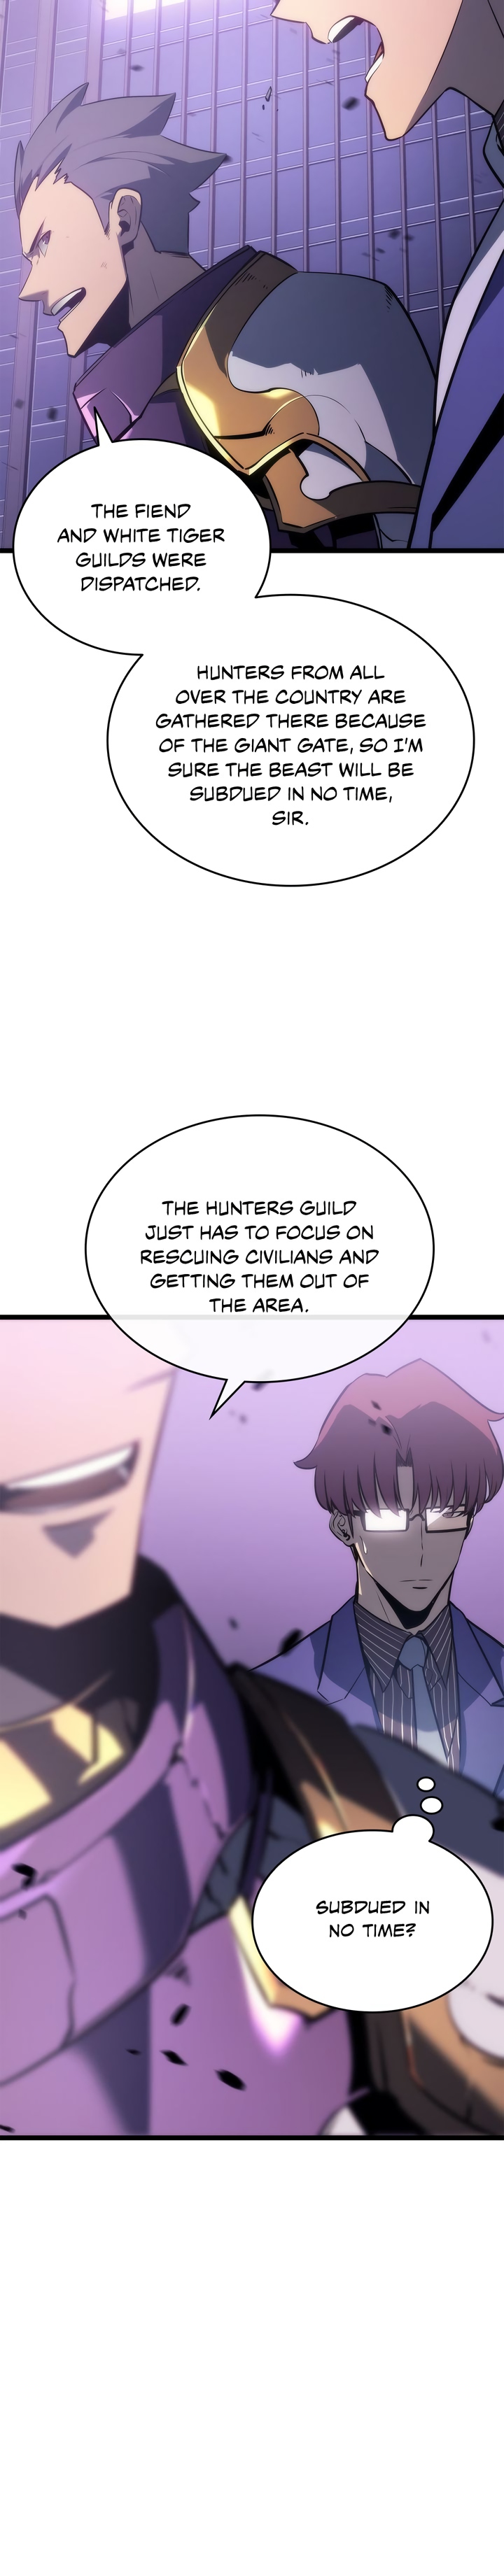 THE FIEND
AND WHITE TIGER
GUILDS WERE
DISPATCHED.
HUNTERS FROM ALL
OVER THE COUNTRY ARE
GATHERED THERE BECAUSE
OF THE GIANT GATE, SO I'M
SURE THE BEAST WILL BE
SUBDUED IN NO TIME,
SIR.
THE HUNTERS GUILD
JUST HAS TO FOCUS ON
RESCUING CIVILIANS AND
GETTING THEM OUT OF
THE AREA.
SUBDUED IN
NO TIME?